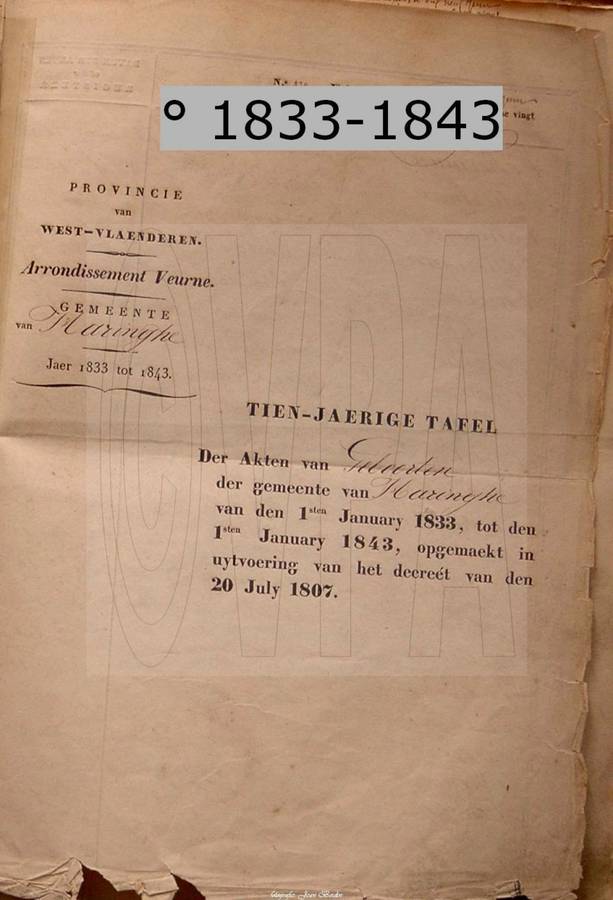 ° 1833-1843
vingt
PROVINCIE
van
WEST-VLAENDEREN.
Arrondissement Veurne.
GEMEENTE
van Haringhe
Jaer 1833 tot 1843.
TIEN-JAERIGE TAFEL
Der Akten van Geboorten
der gemeente van Haringhe
van den 1sten January 1833, tot den
1sten January 1843, opgemaekt in
uytvoering van het decreét van den
20 July 1807.
CVPA